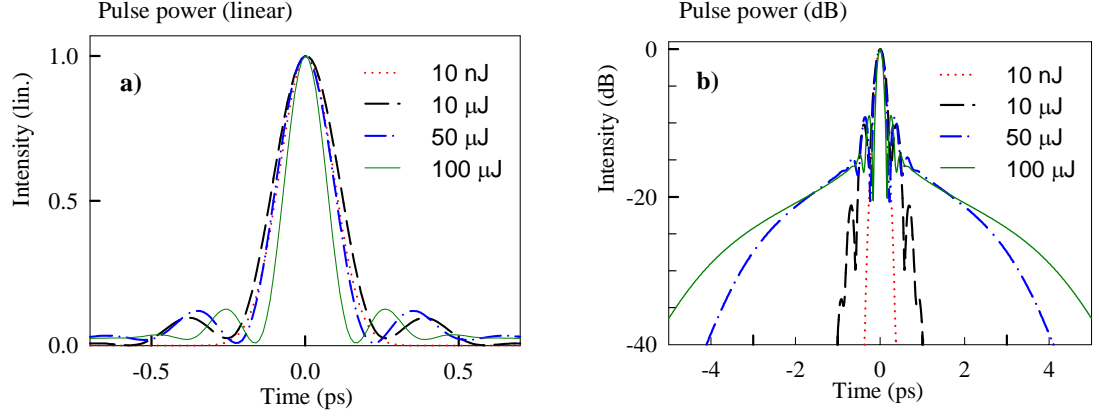 Pulse power (linear)
Intensity (lin.)
1.0
0.5
0.0
a)
10 nJ
10 μJ
50 μJ
100 μJ
-0.5
0.0
0.5
Time (ps)
Pulse power (dB)
Intensity (dB)
0
-20
-40
b)
10 nJ
10 μJ
50 μJ
100 μJ
-4
-2
0
2
4
Time (ps)